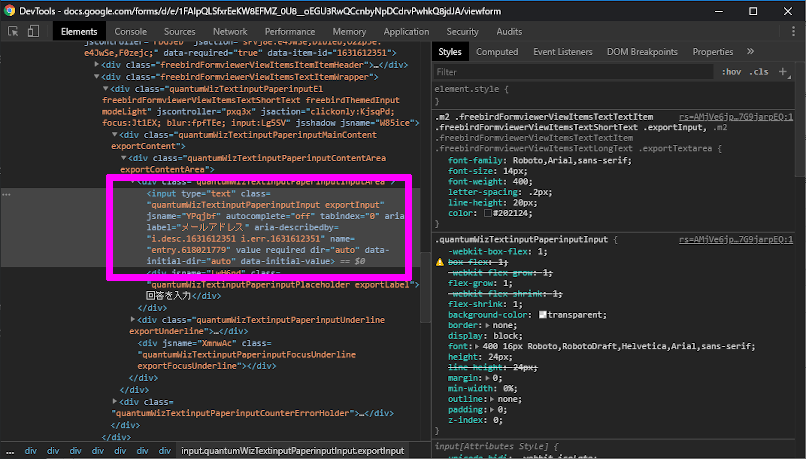 DevTools - docs.google.com/forms/d/e/1FAIpQLSfxrEeKW8EFMZ_0U8_oEGU3RwQCcnbyNpDCdrvPwhkQ8jdJA/viewform
Elements Console Sources Network Performance Memory Application Security Audits
e4JwSe,F0zejc;" data-required="true" data-item-id="1631612351">
<div class="freebirdFormviewerViewItemsItemItemHeader">…</div>
<div class="freebirdFormviewerViewItemsTextItemWrapper">
<div class="quantumWizTextinputPaperinputEl
freebirdFormviewerViewItemsTextShortText freebirdThemedInput
modeLight" jscontroller="pxq3x" jsaction="clickonly:KjsqPd;
focus:Jt1EX; blur:fpfTEe; input:Lg5SV" jsshadow jsname="W85ice">
<div class="quantumWizTextinputPaperinputMainContent
exportContent">
<div class="quantumWizTextinputPaperinputContentArea
exportContentArea">
<div class="quantumWizTextinputPaperinputInputArea">
<input type="text" class=
"quantumWizTextinputPaperinputInput exportInput"
jsname="YPqjbf" autocomplete="off" tabindex="0" aria
label="メールアドレス" aria-describedby=
"i.desc.1631612351 i.err.1631612351" name=
"entry.618021779" value required dir="auto" data-
initial-dir="auto" data-initial-value> == $0
<div jsname="LwH6nd" class=
"quantumWizTextinputPaperinputPlaceholder exportLabel">
回答を入力</div>
</div>
<div class="quantumWizTextinputPaperinputUnderline
exportUnderline">…</div>
<div jsname="XmnwAc" class=
"quantumWizTextinputPaperinputFocusUnderline
exportFocusUnderline"></div>
</div>
</div>
<div class=
"quantumWizTextinputPaperinputCounterErrorHolder">…</div>
</div>
... div div div div div div div input.quantumWizTextinputPaperinputInput.exportInput
Styles Computed Event Listeners DOM Breakpoints Properties »
Filter :hov .cls +
element.style {
}
.m2 .freebirdFormviewerViewItemsTextTextItem rs=AMjVe6jp…7G9jarpEQ:1
.freebirdFormviewerViewItemsTextShortText .exportInput, .m2
.freebirdFormviewerViewItemsTextTextItem
.freebirdFormviewerViewItemsTextLongText .exportTextarea {
font-family: Roboto,Arial,sans-serif;
font-size: 14px;
font-weight: 400;
letter-spacing: .2px;
line-height: 20px;
color: #202124;
}
.quantumWizTextinputPaperinputInput { rs=AMjVe6jp…7G9jarpEQ:1
-webkit-box-flex: 1;
box-flex: 1;
-webkit-flex-grow: 1;
flex-grow: 1;
-webkit-flex-shrink: 1;
flex-shrink: 1;
background-color: transparent;
border: none;
display: block;
font: 400 16px Roboto,RobotoDraft,Helvetica,Arial,sans-serif;
height: 24px;
line-height: 24px;
margin: 0;
min-width: 0%;
outline: none;
padding: 0;
z-index: 0;
}
input[Attributes Style] {